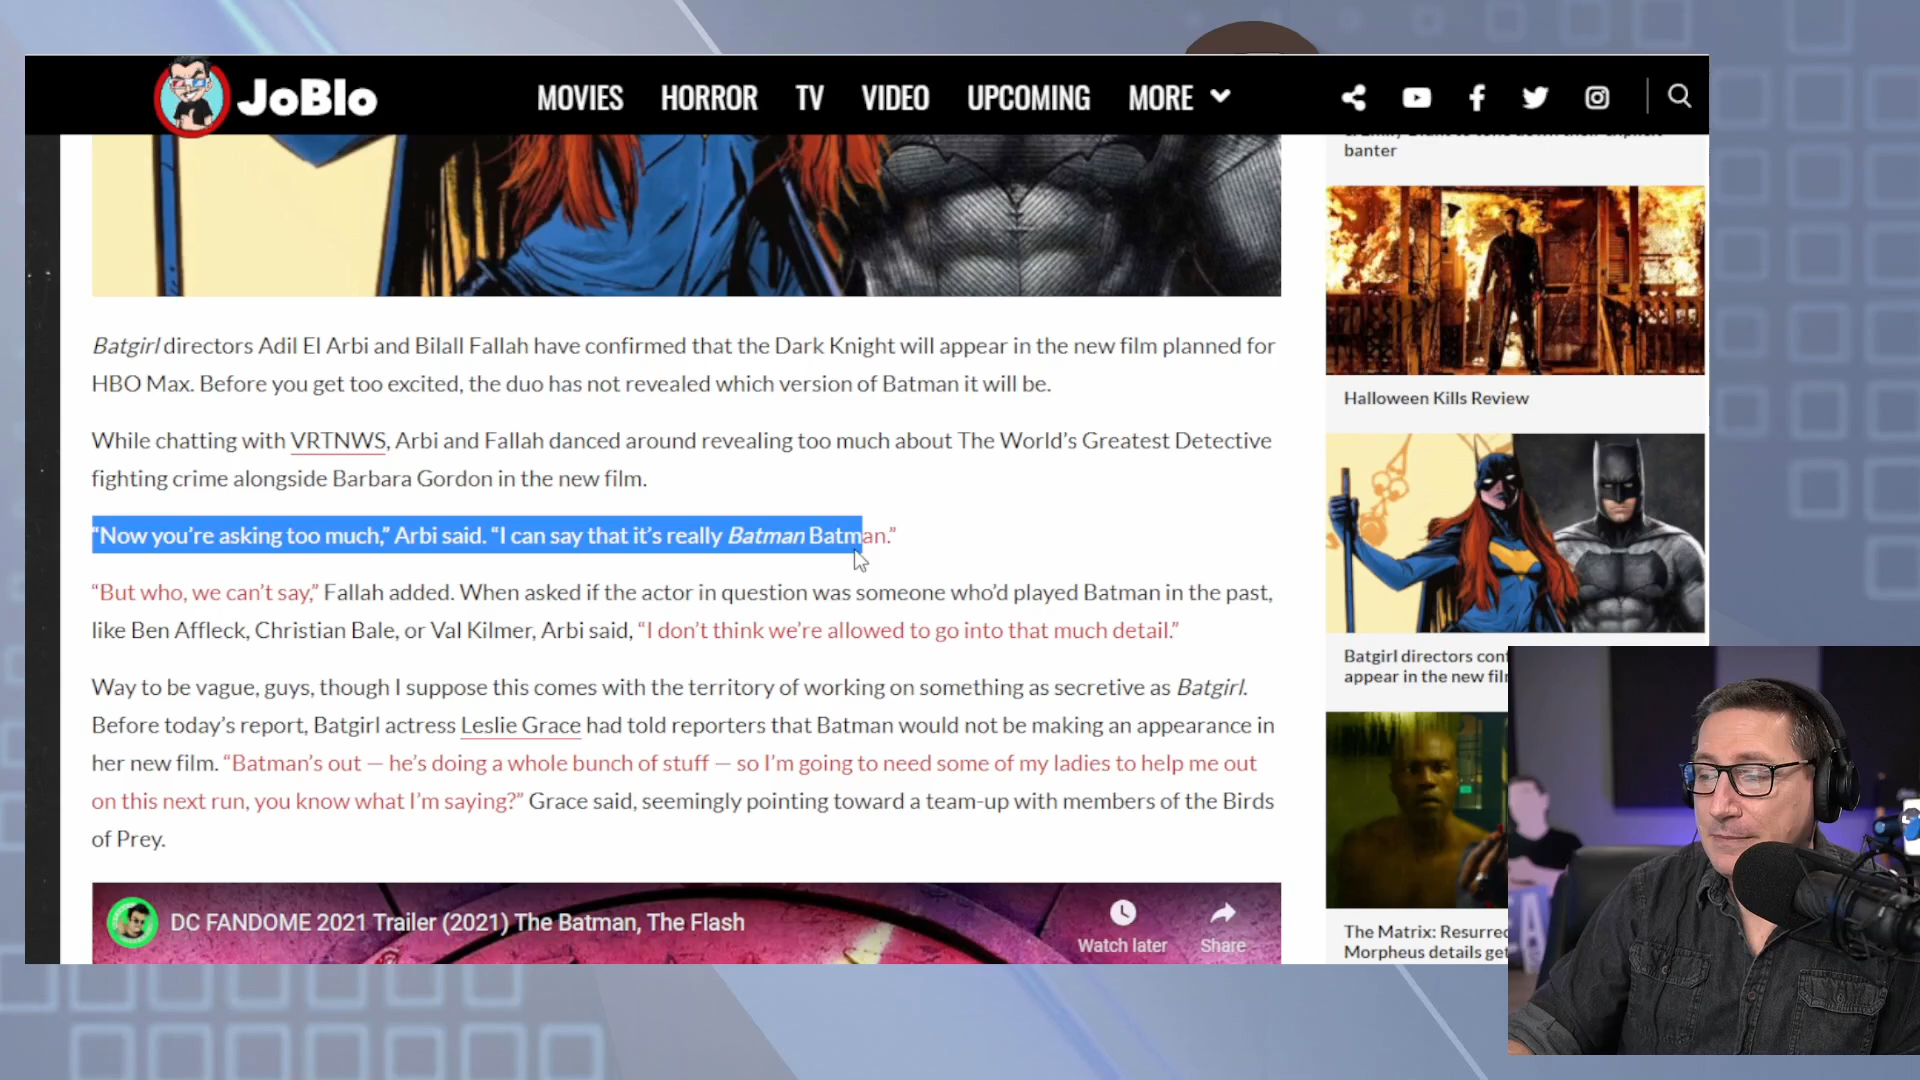 JoBlo
MOVIES HORROR TV VIDEO UPCOMING MORE
banter
Halloween Kills Review
Batgirl directors Adil El Arbi and Bilall Fallah have confirmed that the Dark Knight will appear in the new film planned for
HBO Max. Before you get too excited, the duo has not revealed which version of Batman it will be.
While chatting with VRTNWS, Arbi and Fallah danced around revealing too much about The World's Greatest Detective
fighting crime alongside Barbara Gordon in the new film.
“Now you're asking too much,” Arbi said. “I can say that it's really Batman Batman.”
“But who, we can't say,” Fallah added. When asked if the actor in question was someone who'd played Batman in the past,
like Ben Affleck, Christian Bale, or Val Kilmer, Arbi said, “I don't think we're allowed to go into that much detail.”
Way to be vague, guys, though I suppose this comes with the territory of working on something as secretive as Batgirl.
Before today's report, Batgirl actress Leslie Grace had told reporters that Batman would not be making an appearance in
her new film. “Batman's out — he's doing a whole bunch of stuff — so I'm going to need some of my ladies to help me out
on this next run, you know what I'm saying?” Grace said, seemingly pointing toward a team-up with members of the Birds
of Prey.
Batgirl directors con
appear in the new fil
DC FANDOME 2021 Trailer (2021) The Batman, The Flash
Watch later
Share
The Matrix: Resurrec
Morpheus details get